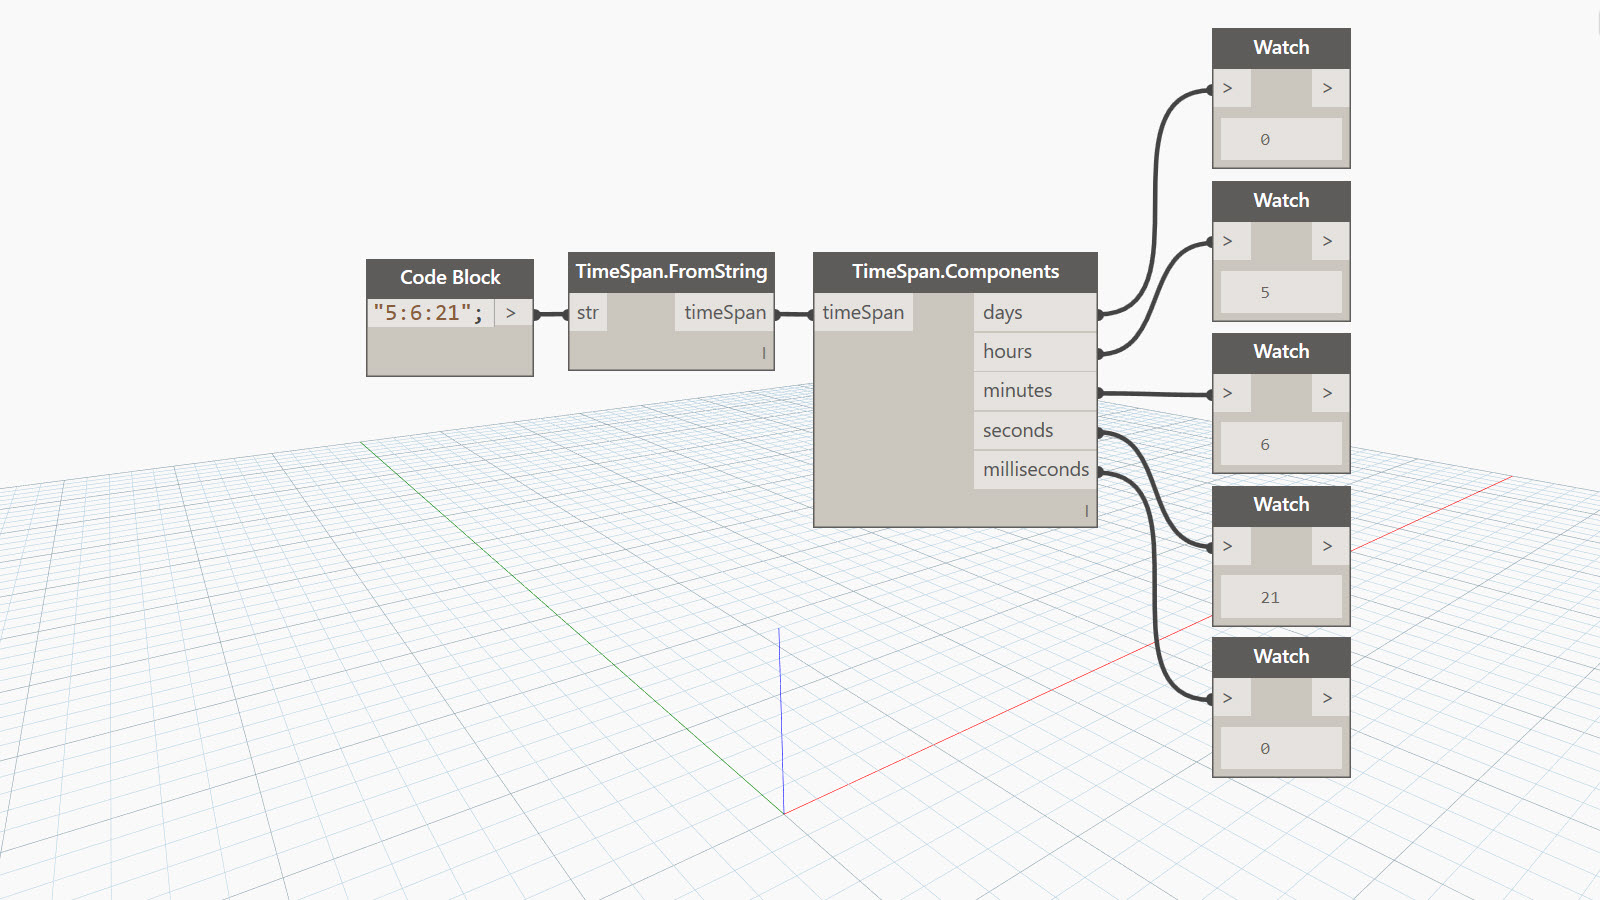 Code Block
"5:6:21"; >
TimeSpan.FromString
str timeSpan
l
TimeSpan.Components
timeSpan days
hours
minutes
seconds
milliseconds
l
Watch
> >
0
Watch
> >
5
Watch
> >
6
Watch
> >
21
Watch
> >
0